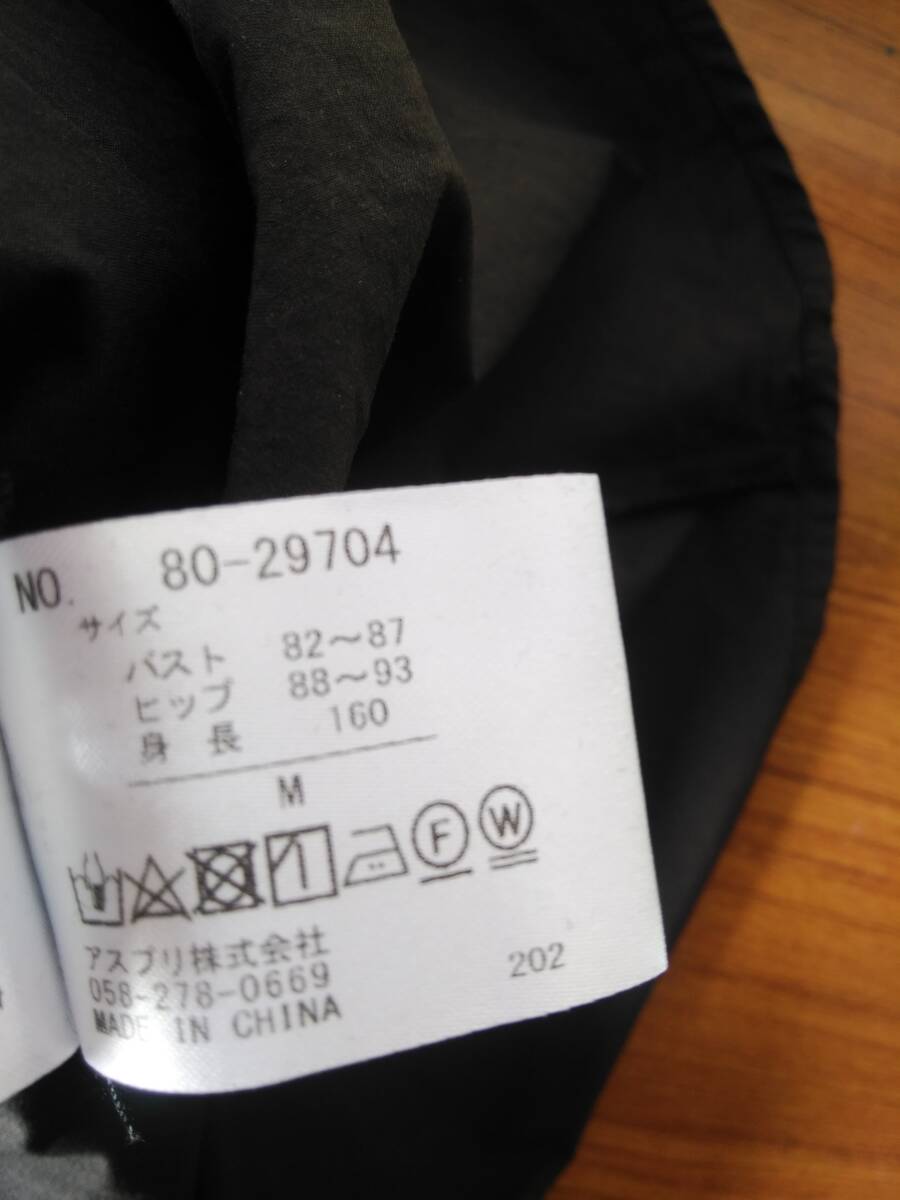 NO. 80-29704
サイズ
バスト 82～87
ヒップ 88～93
身長 160
M
F W
アスプリ株式会社
058-278-0669
202
MADE IN CHINA